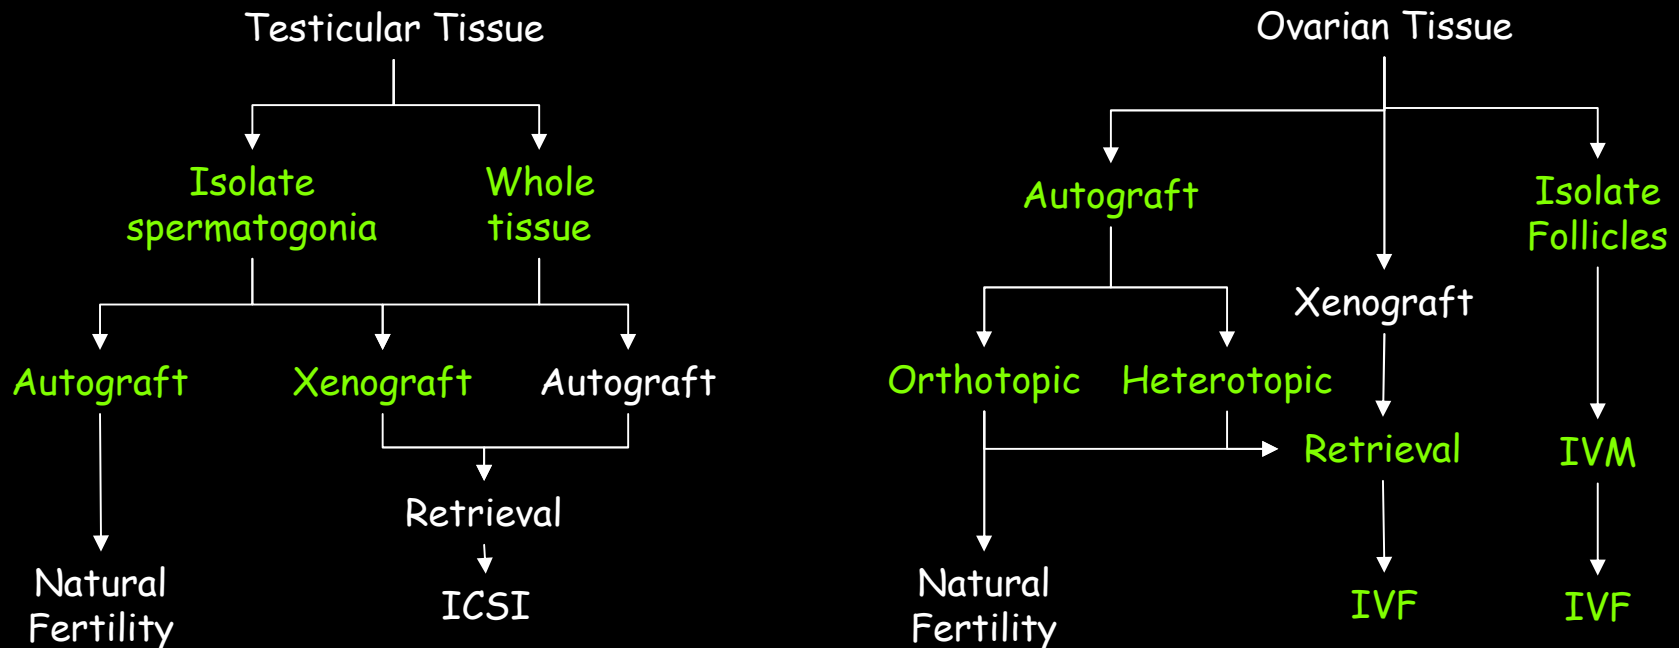 Testicular Tissue
Isolate
spermatogonia
Whole
tissue
Autograft
Xenograft
Autograft
Retrieval
Natural
Fertility
ICSI
Ovarian Tissue
Autograft
Isolate
Follicles
Xenograft
Orthotopic
Heterotopic
Retrieval
IVM
Natural
Fertility
IVF
IVF